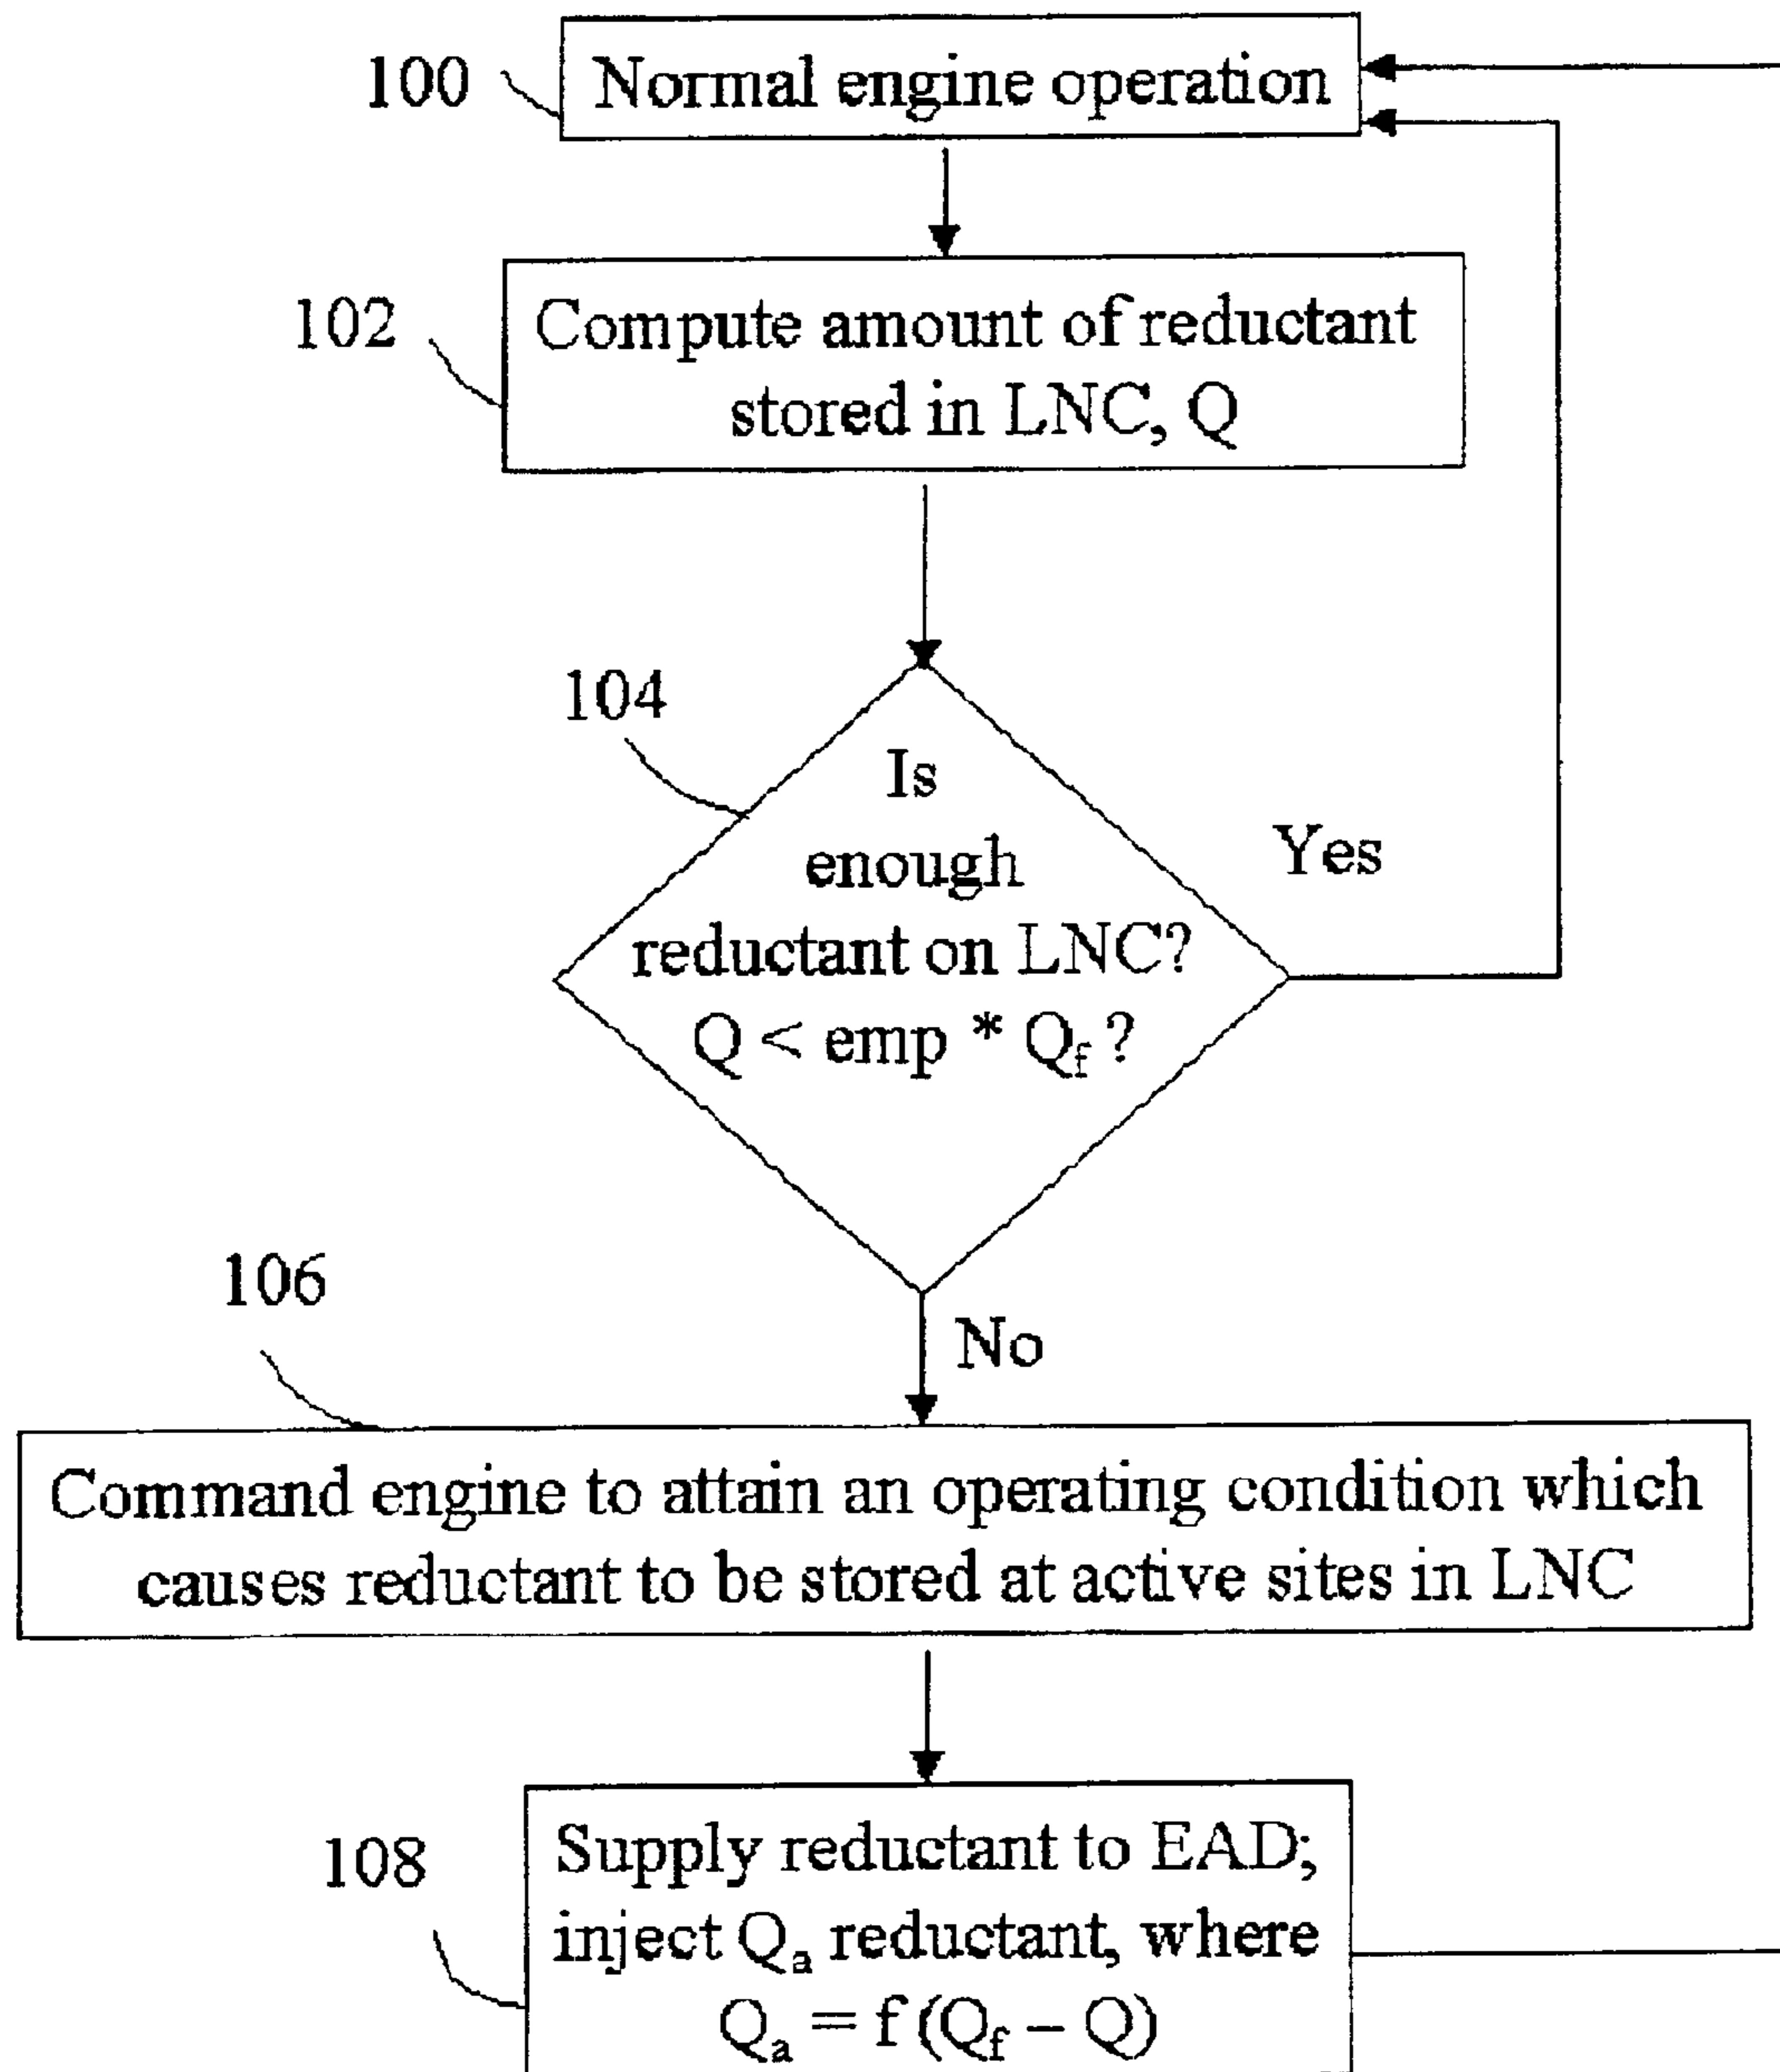 100
Normal engine operation
102
Compute amount of reductant
stored in LNC, Q
104
Is
enough
reductant on LNC?
Q < emp * Qf ?
Yes
No
106
Command engine to attain an operating condition which
causes reductant to be stored at active sites in LNC
108
Supply reductant to EAD;
inject Qa reductant, where
Qa = f (Qf – Q)